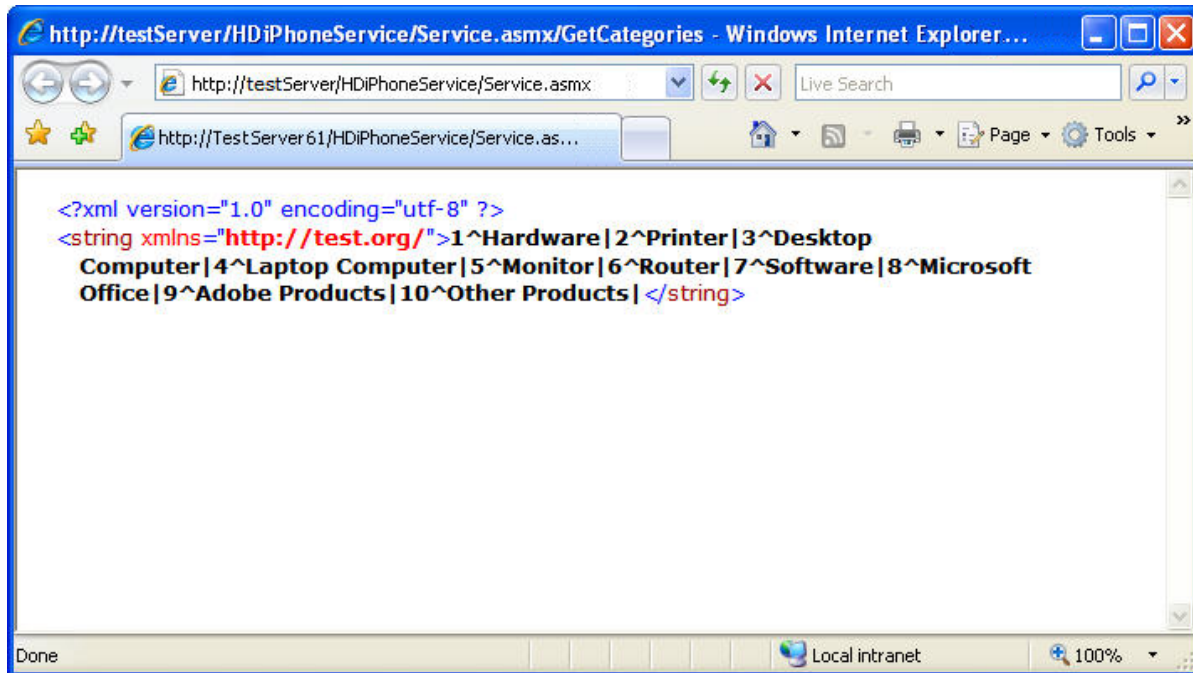 http://testServer/HDiPhoneService/Service.asmx/GetCategories - Windows Internet Explorer...
http://testServer/HDiPhoneService/Service.asmx
Live Search
http://TestServer61/HDiPhoneService/Service.as...
Page
Tools
»
<?xml version="1.0" encoding="utf-8" ?>
<string xmlns="http://test.org/">1^Hardware|2^Printer|3^Desktop
Computer|4^Laptop Computer|5^Monitor|6^Router|7^Software|8^Microsoft
Office|9^Adobe Products|10^Other Products|</string>
Done
Local intranet
100%